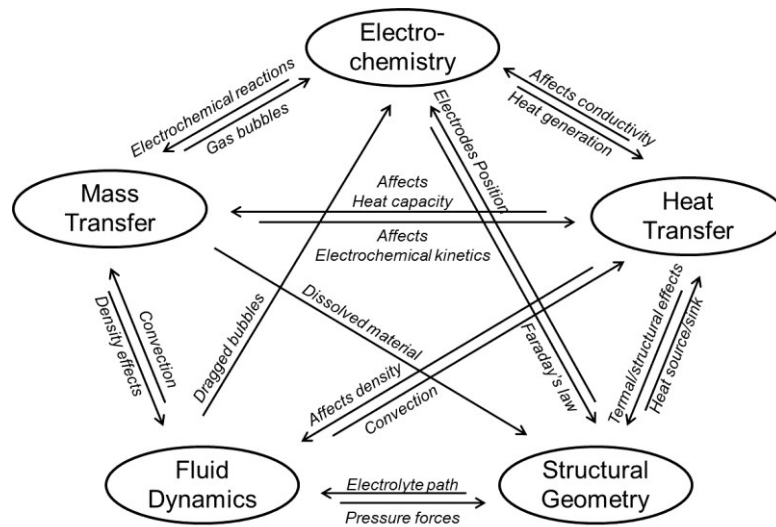 Electro-
chemistry
Electrochemical reactions
Gas bubbles
Affects conductivity
Heat generation
Electrodes Position
Mass
Transfer
Affects
Heat capacity
Affects
Electrochemical kinetics
Heat
Transfer
Dissolved material
Dragged bubbles
Convection
Density effects
Affects density
Convection
Faraday's law
Termal/structural effects
Heat source/sink
Fluid
Dynamics
Electrolyte path
Pressure forces
Structural
Geometry